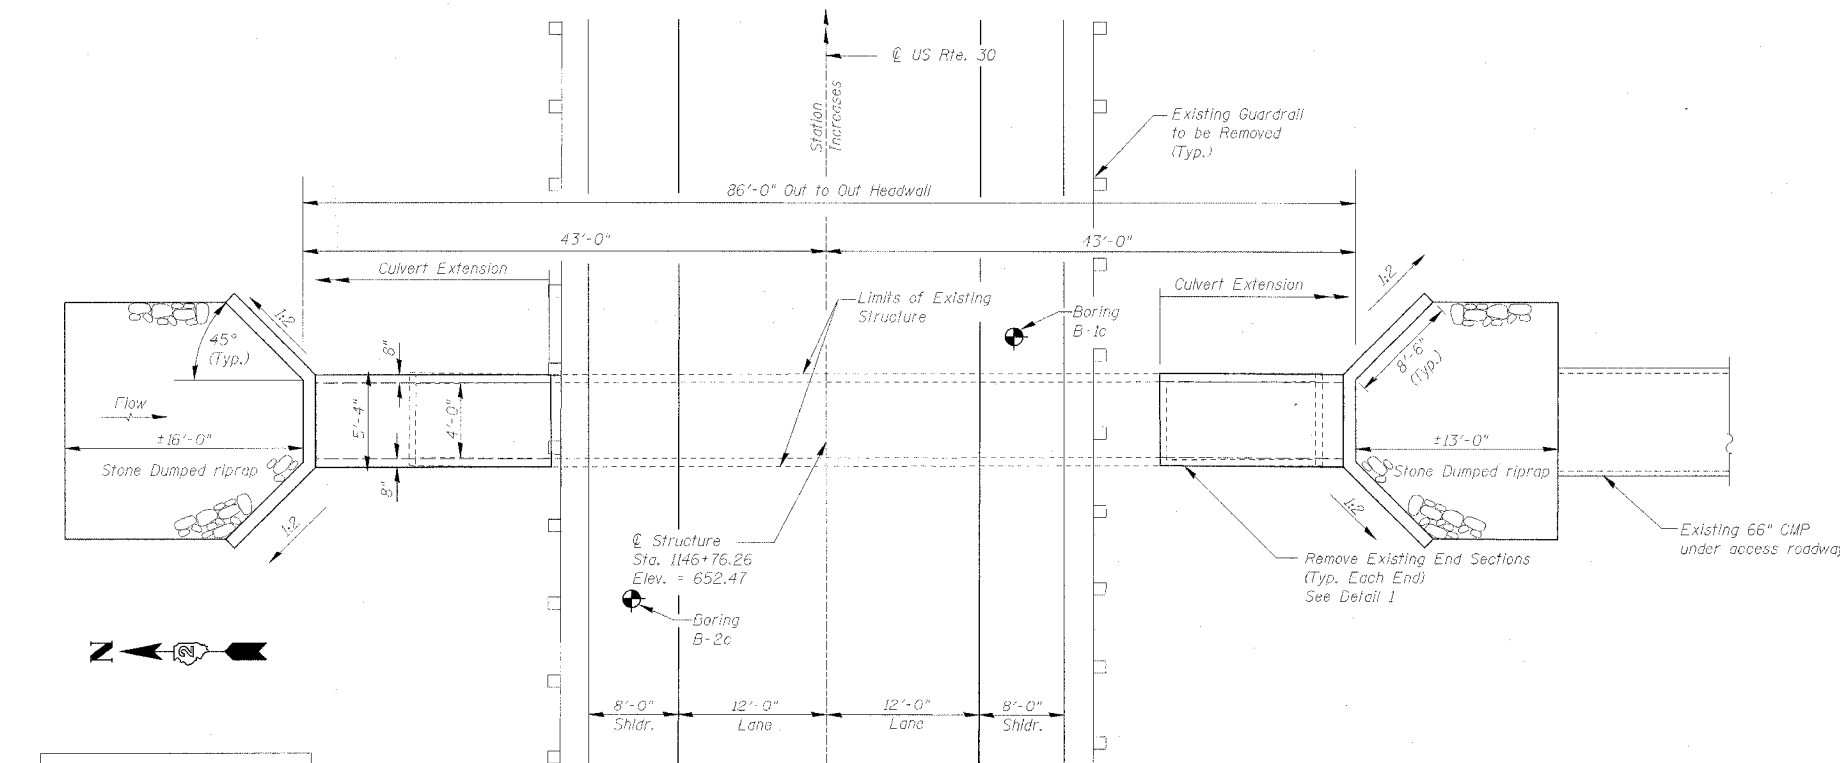 ℄ US Rte. 30
Station
Increases
Existing Guardrail
to be Removed
(Typ.)
86'-0" Out to Out Headwall
43'-0"
43'-0"
Culvert Extension
Culvert Extension
1:2
1:2
Limits of Existing
Structure
Boring
B-1c
45°
(Typ.)
8"
8'-6"
(Typ.)
Flow
5'-4"
4'-0"
±16'-0"
±13'-0"
Stone Dumped riprap
Stone Dumped riprap
8"
1:2
1:2
℄ Structure
Sta. 1146+76.26
Elev. = 652.47
Existing 66" CMP
under access roadway
Remove Existing End Sections
(Typ. Each End)
See Detail 1
Boring
B-2c
N
2
8'-0"
Shldr.
12'-0"
Lane
12'-0"
Lane
8'-0"
Shldr.